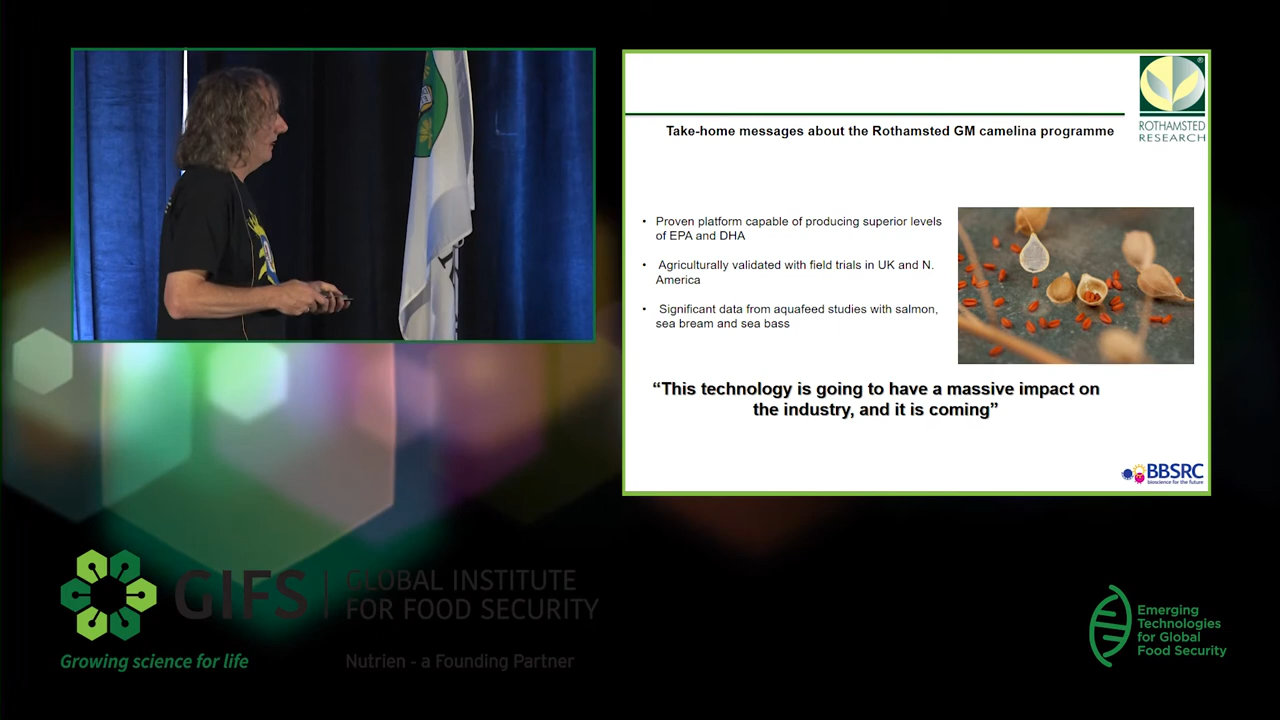 Take-home messages about the Rothamsted GM camelina programme
ROTHAMSTED
RESEARCH
• Proven platform capable of producing superior levels
of EPA and DHA
• Agriculturally validated with field trials in UK and N.
America
• Significant data from aquafeed studies with salmon,
sea bream and sea bass
“This technology is going to have a massive impact on
the industry, and it is coming”
BBSRC
bioscience for the future
GIFS
GLOBAL INSTITUTE
FOR FOOD SECURITY
Growing science for life
Nutrien - a Founding Partner
Emerging
Technologies
for Global
Food Security